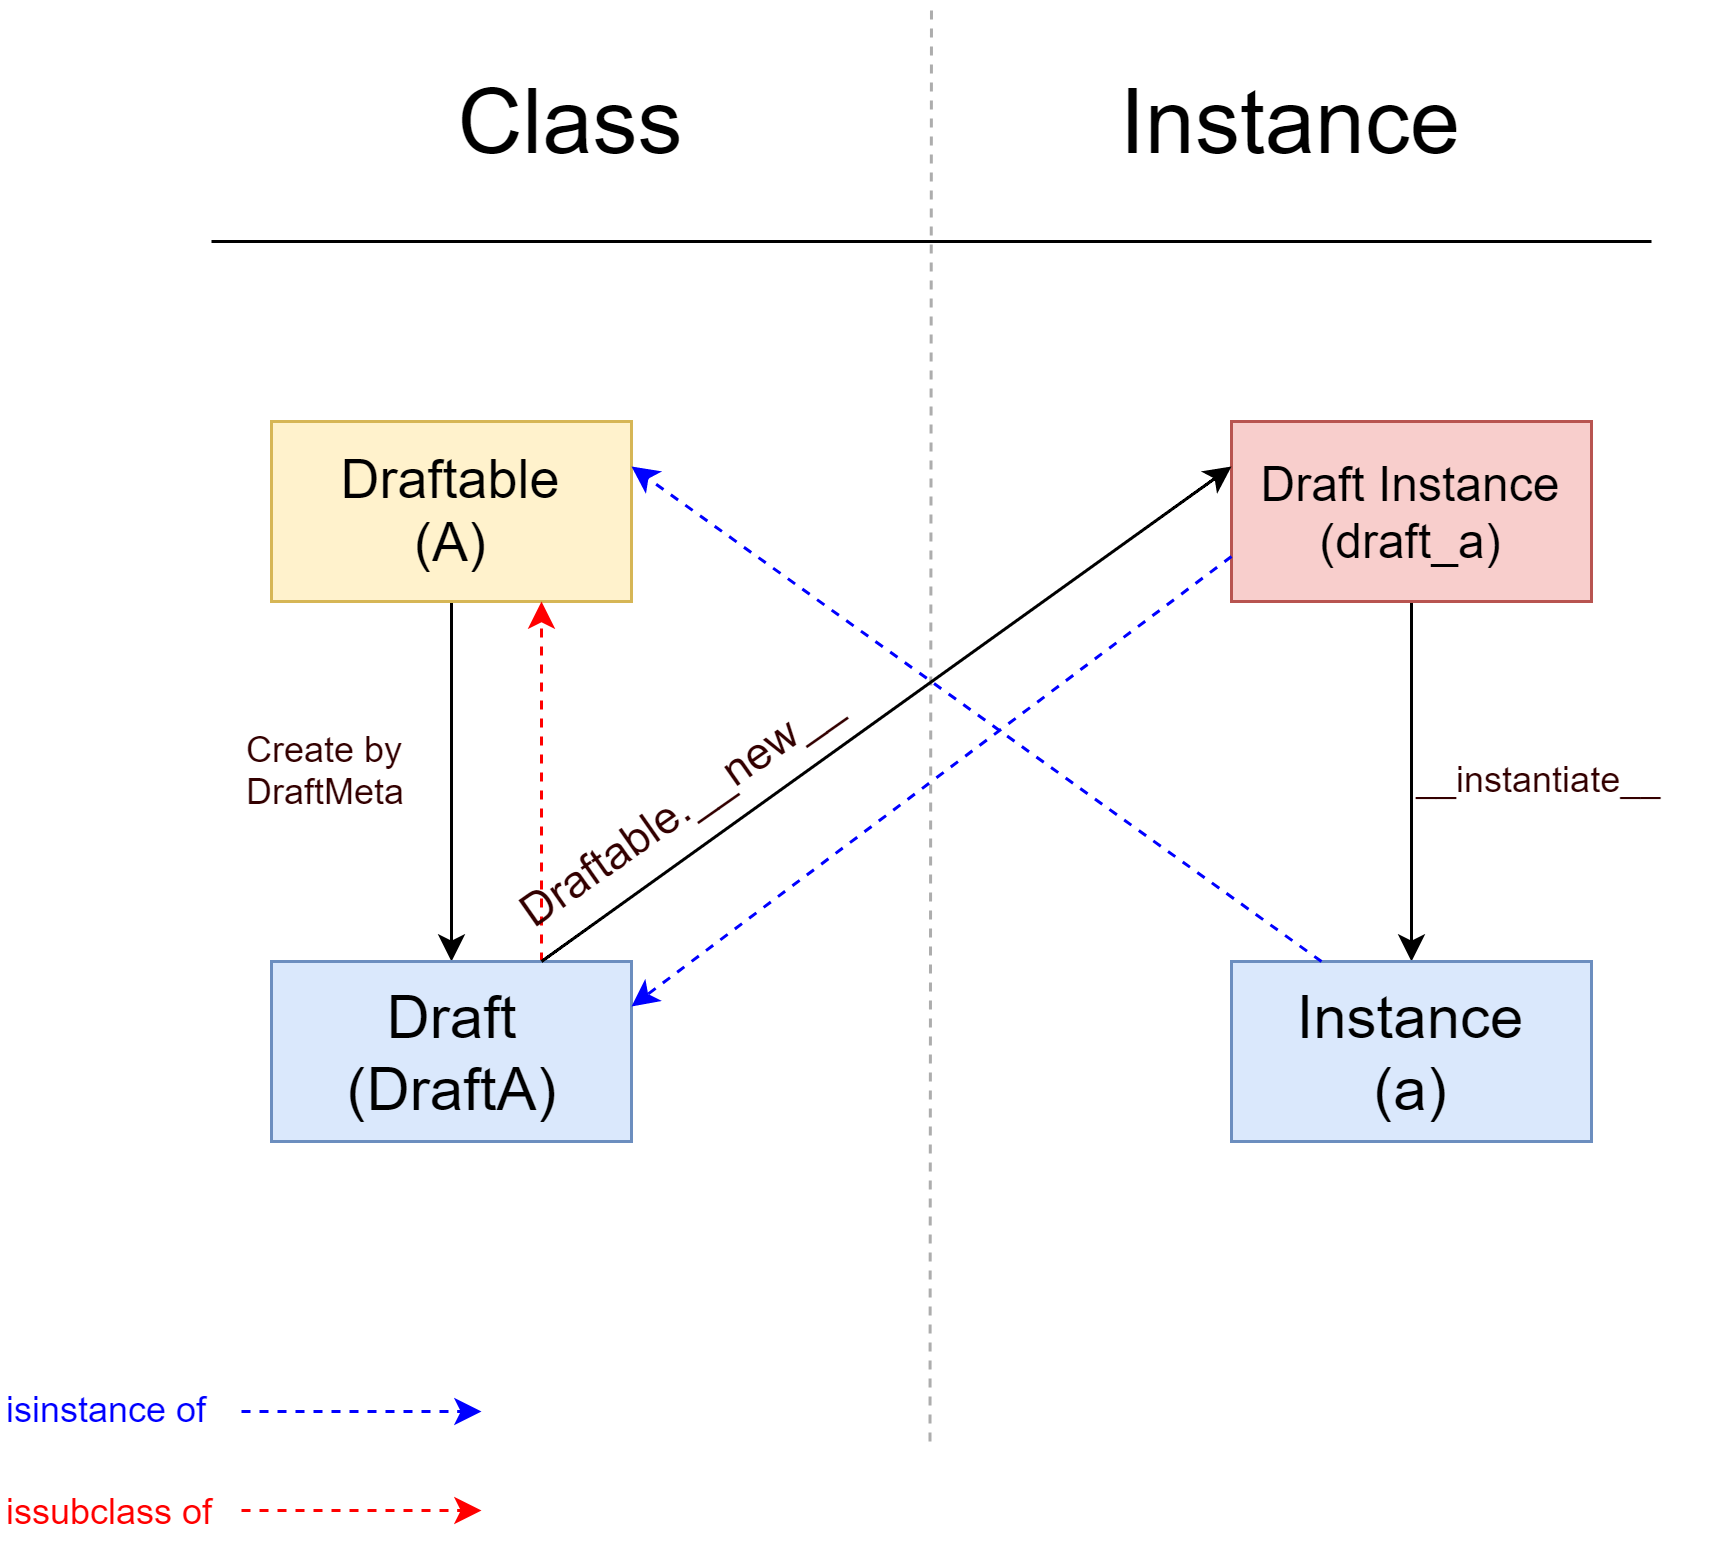 Class
Instance
Draftable
(A)
Draft Instance
(draft_a)
Create by
DraftMeta
Draftable.__new__
__instantiate__
Draft
(DraftA)
Instance
(a)
isinstance of
issubclass of